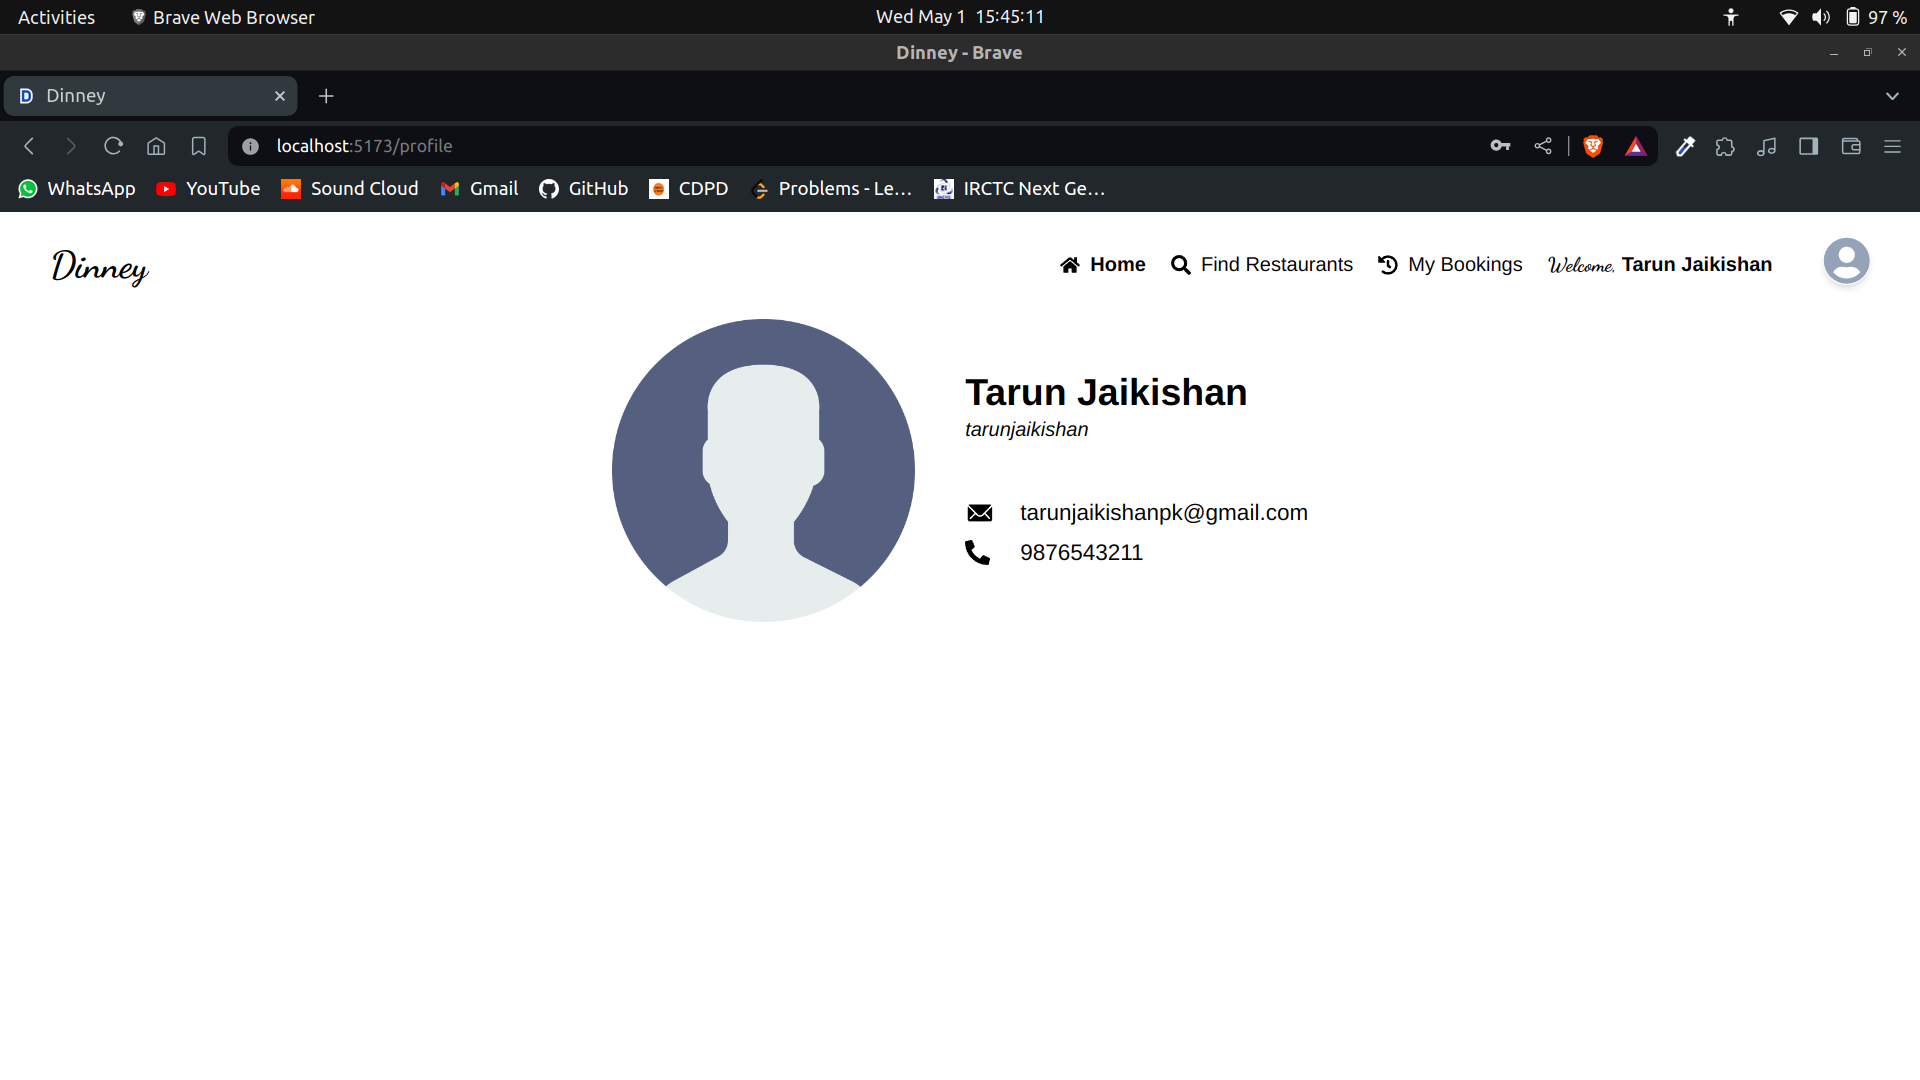 Activities Brave Web Browser Wed May 1 15:45:11 97 %
Dinney - Brave
Dinney
localhost:5173/profile
WhatsApp YouTube Sound Cloud Gmail GitHub CDPD Problems - Le... IRCTC Next Ge...
Dinney Home Find Restaurants My Bookings Welcome, Tarun Jaikishan
Tarun Jaikishan
tarunjaikishan
tarunjaikishanpk@gmail.com
9876543211